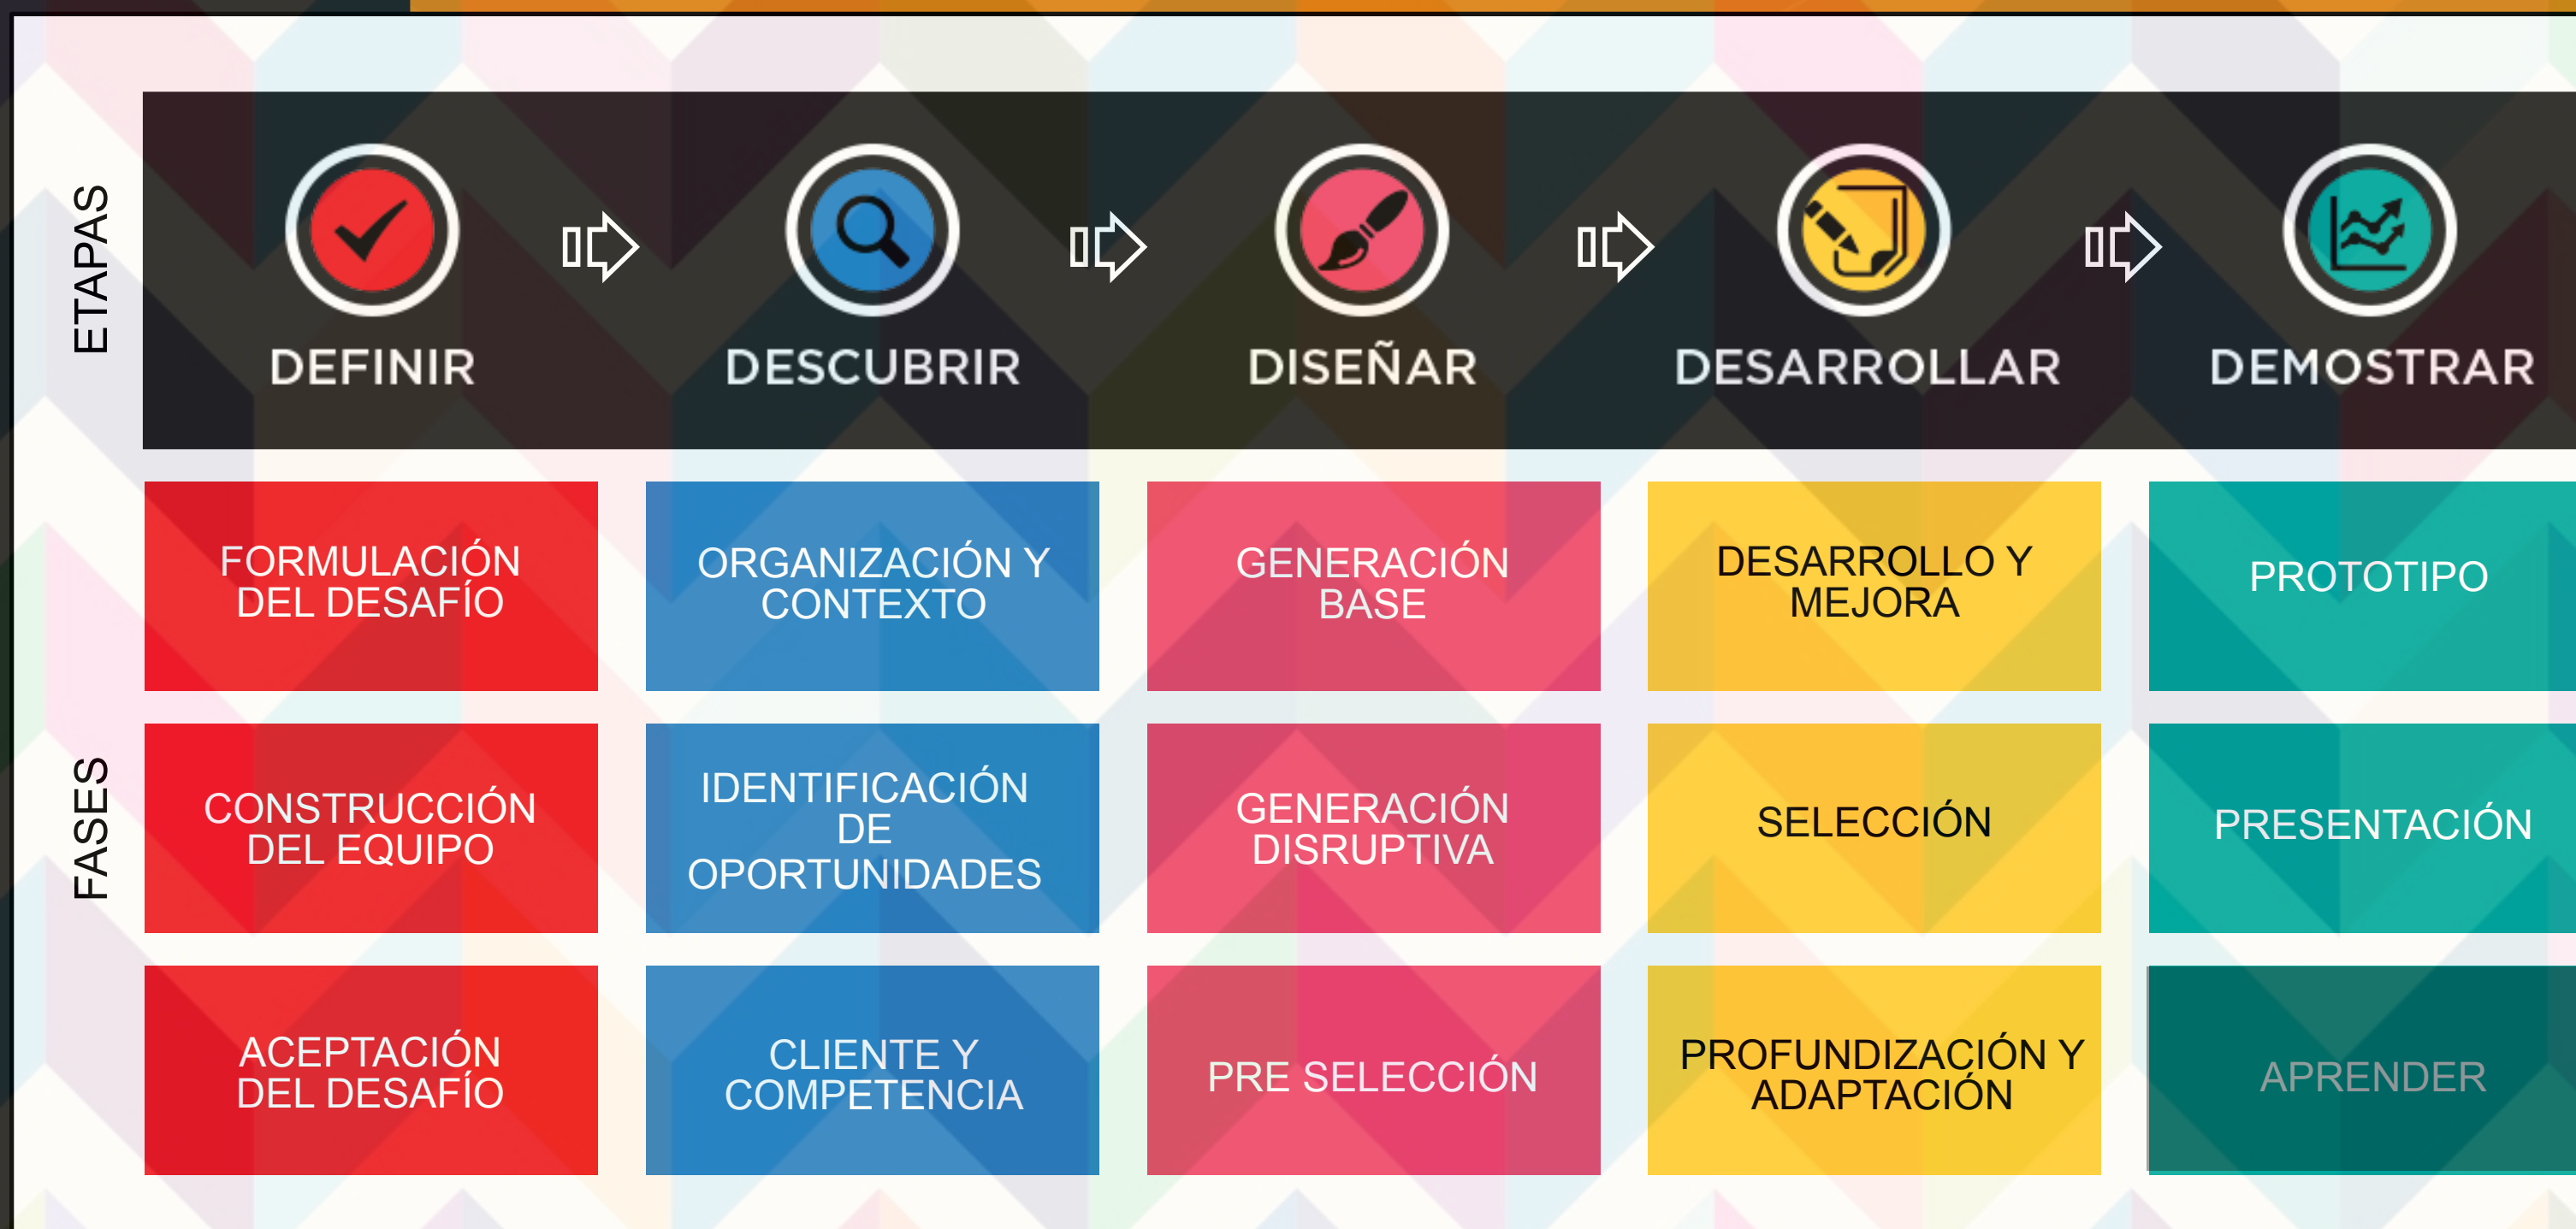 ETAPAS
DEFINIR
DESCUBRIR
DISEÑAR
DESARROLLAR
DEMOSTRAR
FASES
FORMULACIÓN
DEL DESAFÍO
ORGANIZACIÓN Y
CONTEXTO
GENERACIÓN
BASE
DESARROLLO Y
MEJORA
PROTOTIPO
CONSTRUCCIÓN
DEL EQUIPO
IDENTIFICACIÓN
DE
OPORTUNIDADES
GENERACIÓN
DISRUPTIVA
SELECCIÓN
PRESENTACIÓN
ACEPTACIÓN
DEL DESAFÍO
CLIENTE Y
COMPETENCIA
PRE SELECCIÓN
PROFUNDIZACIÓN Y
ADAPTACIÓN
APRENDER